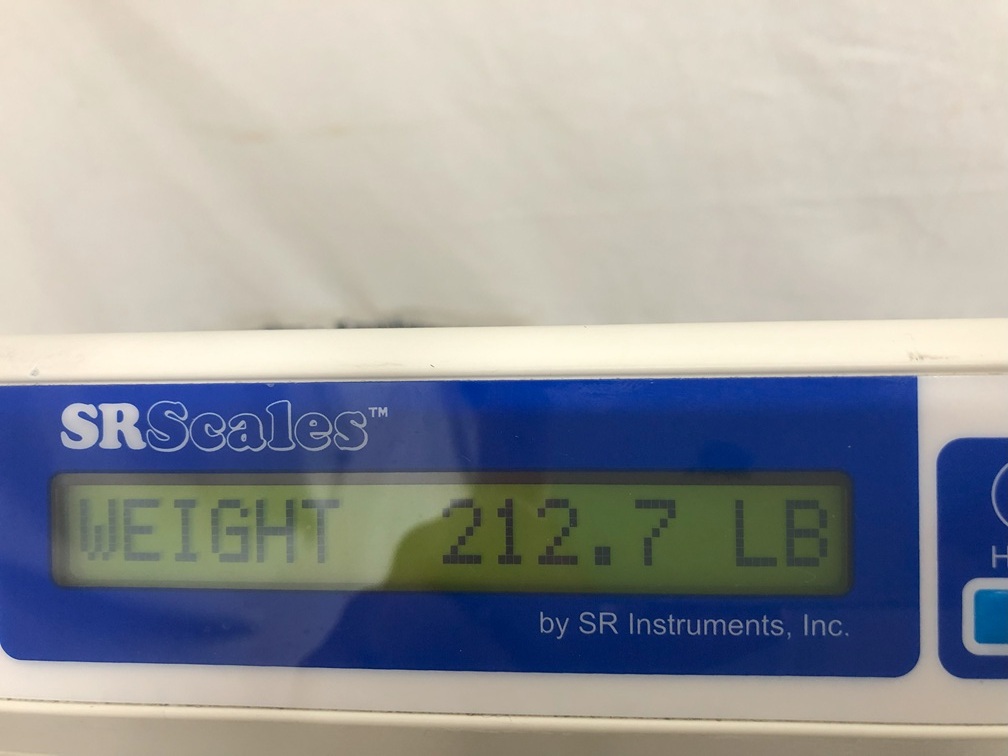 SRScales™
WEIGHT 212.7 LB
by SR Instruments, Inc.
H